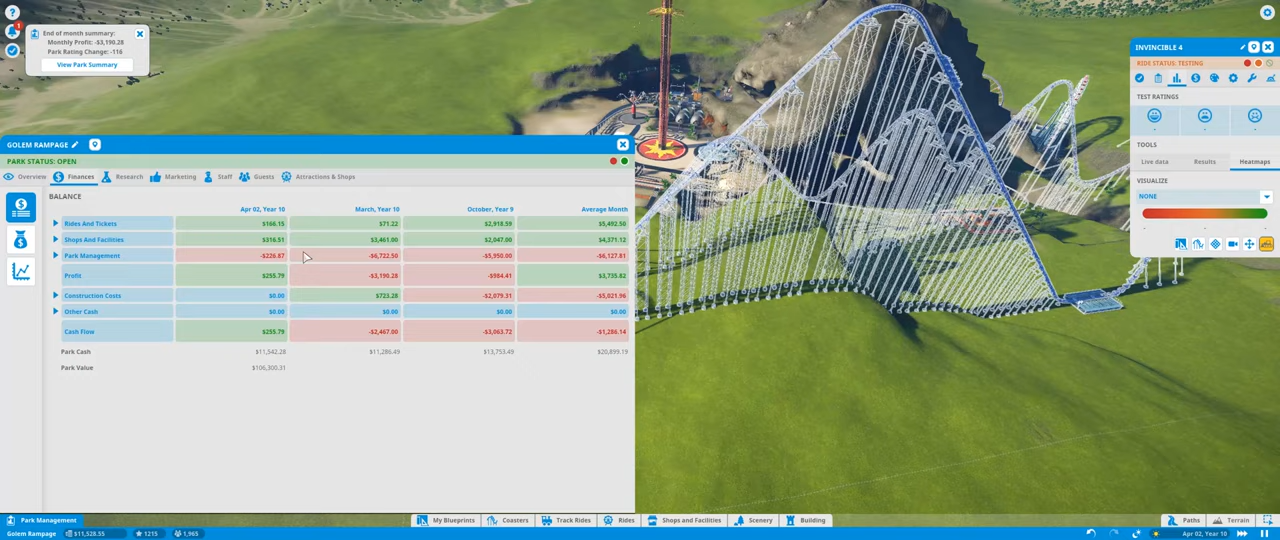 ?
1
End of month summary:
Monthly Profit: -$3,190.28
Park Rating Change: -116
View Park Summary
INVINCIBLE 4
RIDE STATUS: TESTING
TEST RATINGS
- - -
TOOLS
Live data Results Heatmaps
VISUALIZE
NONE
- - -
GOLEM RAMPAGE
PARK STATUS: OPEN
Overview Finances Research Marketing Staff Guests Attractions & Shops
BALANCE
Apr 02, Year 10 March, Year 10 October, Year 9 Average Month
Rides And Tickets $166.15 $71.22 $2,918.59 $5,492.50
Shops And Facilities $316.51 $3,461.00 $2,047.00 $4,371.12
Park Management -$226.87 -$6,722.50 -$5,950.00 -$6,127.81
Profit $255.79 -$3,190.28 -$984.41 $3,735.82
Construction Costs $0.00 $723.28 -$2,079.31 -$5,021.96
Other Cash $0.00 $0.00 $0.00 $0.00
Cash Flow $255.79 -$2,467.00 -$3,063.72 -$1,286.14
Park Cash $11,542.28 $11,286.49 $13,753.49 $20,899.19
Park Value $106,300.31
Park Management My Blueprints Coasters Track Rides Rides Shops and Facilities Scenery Building Paths Terrain
Golem Rampage $11,528.55 1215 1,965 Apr 02, Year 10